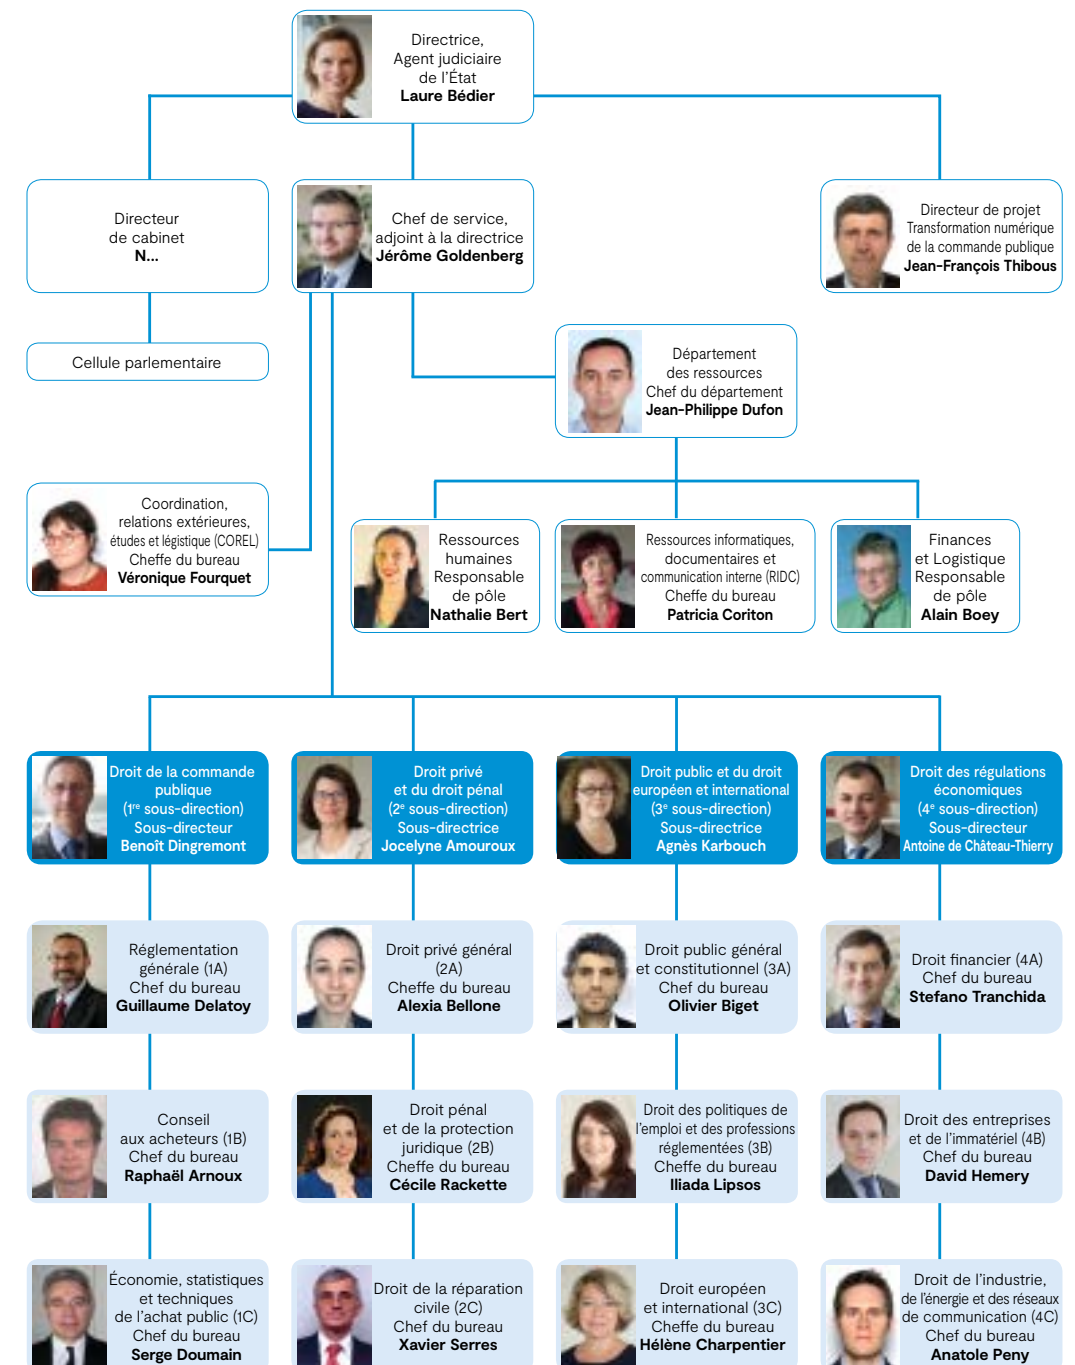 Directrice,
Agent judiciaire
de l'État
Laure Bédier
Directeur
de cabinet
N...
Chef de service,
adjoint à la directrice
Jérôme Goldenberg
Directeur de projet
Transformation numérique
de la commande publique
Jean-François Thibous
Cellule parlementaire
Département
des ressources
Chef du département
Jean-Philippe Dufon
Coordination,
relations extérieures,
études et légistique (COREL)
Cheffe du bureau
Véronique Fourquet
Ressources
humaines
Responsable
de pôle
Nathalie Bert
Ressources informatiques,
documentaires et
communication interne (RIDC)
Cheffe du bureau
Patricia Coriton
Finances
et Logistique
Responsable
de pôle
Alain Boey
Droit de la commande
publique
(1re sous-direction)
Sous-directeur
Benoît Dingremont
Droit privé
et du droit pénal
(2e sous-direction)
Sous-directrice
Jocelyne Amouroux
Droit public et du droit
européen et international
(3e sous-direction)
Sous-directrice
Agnès Karbouch
Droit des régulations
économiques
(4e sous-direction)
Sous-directeur
Antoine de Château-Thierry
Réglementation
générale (1A)
Chef du bureau
Guillaume Delatoy
Droit privé général
(2A)
Cheffe du bureau
Alexia Bellone
Droit public général
et constitutionnel (3A)
Chef du bureau
Olivier Biget
Droit financier (4A)
Chef du bureau
Stefano Tranchida
Conseil
aux acheteurs (1B)
Chef du bureau
Raphaël Arnoux
Droit pénal
et de la protection
juridique (2B)
Cheffe du bureau
Cécile Rackette
Droit des politiques de
l'emploi et des professions
réglementées (3B)
Cheffe du bureau
Iliada Lipsos
Droit des entreprises
et de l'immatériel (4B)
Chef du bureau
David Hemery
Économie, statistiques
et techniques
de l'achat public (1C)
Chef du bureau
Serge Doumain
Droit de la réparation
civile (2C)
Chef du bureau
Xavier Serres
Droit européen
et international (3C)
Cheffe du bureau
Hélène Charpentier
Droit de l'industrie,
de l'énergie et des réseaux
de communication (4C)
Chef du bureau
Anatole Peny